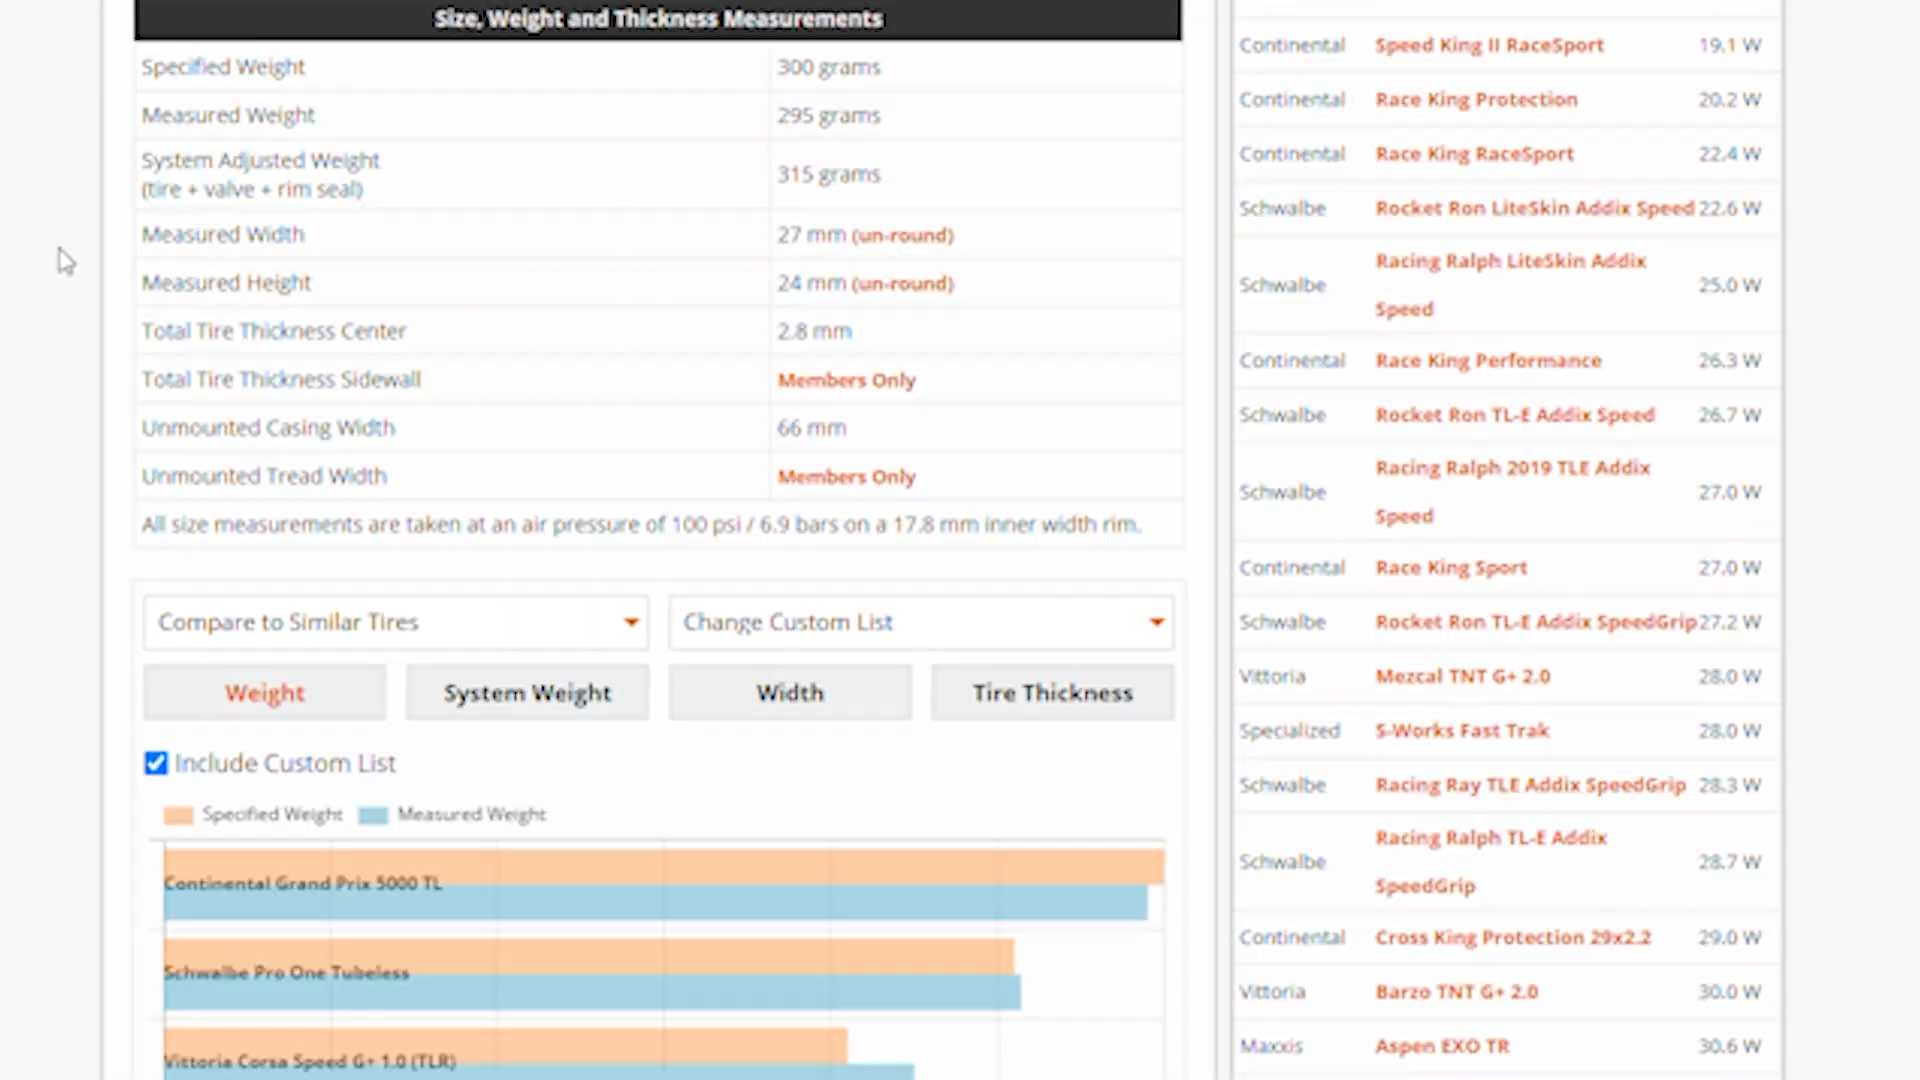 Size, Weight and Thickness Measurements
Specified Weight 300 grams
Measured Weight 295 grams
System Adjusted Weight
(tire + valve + rim seal) 315 grams
Measured Width 27 mm (un-round)
Measured Height 24 mm (un-round)
Total Tire Thickness Center 2.8 mm
Total Tire Thickness Sidewall Members Only
Unmounted Casing Width 66 mm
Unmounted Tread Width Members Only
All size measurements are taken at an air pressure of 100 psi / 6.9 bars on a 17.8 mm inner width rim.
Compare to Similar Tires Change Custom List
Weight System Weight Width Tire Thickness
Include Custom List
Specified Weight Measured Weight
Continental Grand Prix 5000 TL
Schwalbe Pro One Tubeless
Vittoria Corsa Speed G+ 1.0 (TLR)
Continental Speed King II RaceSport 19.1 W
Continental Race King Protection 20.2 W
Continental Race King RaceSport 22.4 W
Schwalbe Rocket Ron LiteSkin Addix Speed 22.6 W
Schwalbe Racing Ralph LiteSkin Addix
Speed 25.0 W
Continental Race King Performance 26.3 W
Schwalbe Rocket Ron TL-E Addix Speed 26.7 W
Schwalbe Racing Ralph 2019 TLE Addix
Speed 27.0 W
Continental Race King Sport 27.0 W
Schwalbe Rocket Ron TL-E Addix SpeedGrip 27.2 W
Vittoria Mezcal TNT G+ 2.0 28.0 W
Specialized S-Works Fast Trak 28.0 W
Schwalbe Racing Ray TLE Addix SpeedGrip 28.3 W
Schwalbe Racing Ralph TL-E Addix
SpeedGrip 28.7 W
Continental Cross King Protection 29x2.2 29.0 W
Vittoria Barzo TNT G+ 2.0 30.0 W
Maxxis Aspen EXO TR 30.6 W